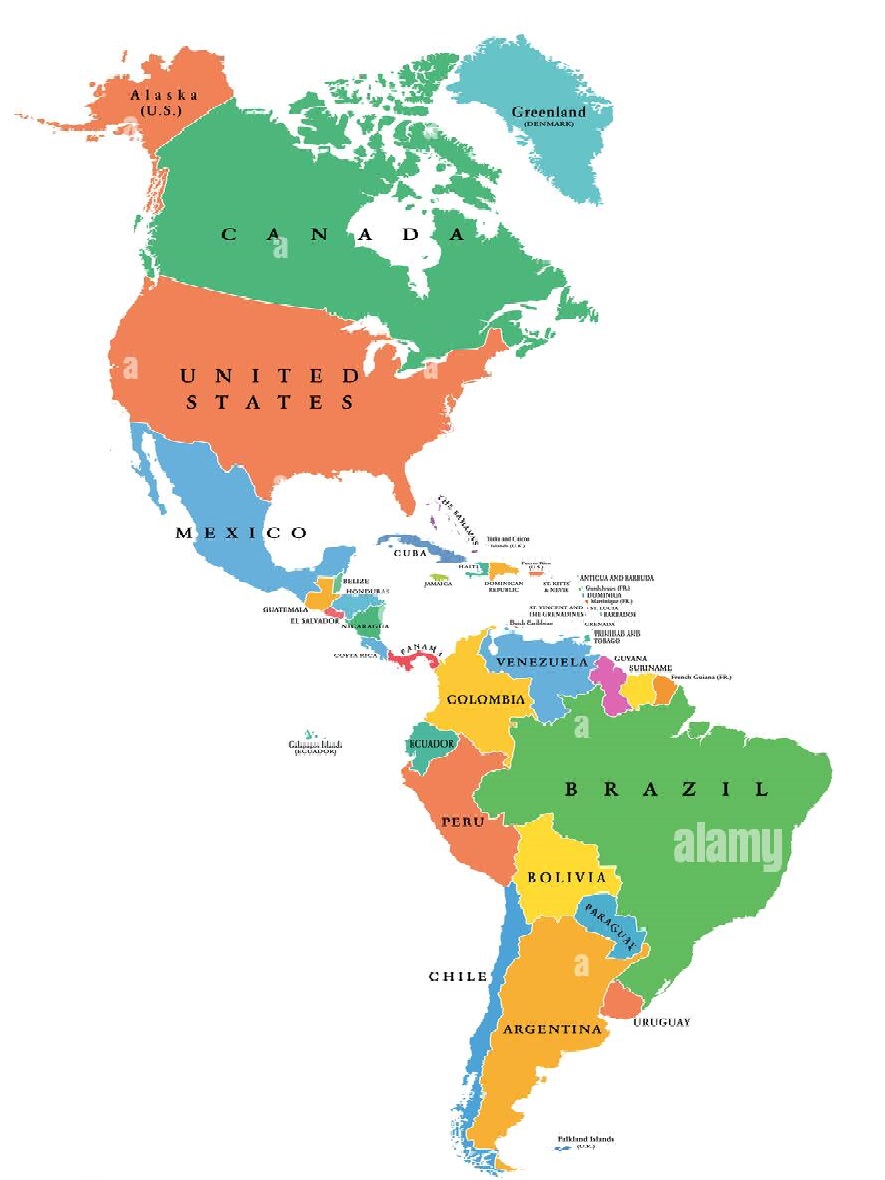 Alaska
(U.S.)
Greenland
(DENMARK)
CANADA
UNITED
STATES
THE BAHAMAS
MEXICO
Turks and Caicos
Islands (U.K.)
CUBA
HAITI
Puerto Rico
(U.S.)
JAMAICA
DOMINICAN
REPUBLIC
ST. KITTS
& NEVIS
ANTIGUA AND BARBUDA
Guadeloupe (FR.)
DOMINICA
Martinique (FR.)
ST. LUCIA
ST. VINCENT AND
THE GRENADINES
BARBADOS
GRENADA
Dutch Caribbean
TRINIDAD AND
TOBAGO
BELIZE
HONDURAS
GUATEMALA
EL SALVADOR
NICARAGUA
COSTA RICA
PANAMA
VENEZUELA
GUYANA
SURINAME
French Guiana (FR.)
COLOMBIA
Galapagos Islands
(ECUADOR)
ECUADOR
BRAZIL
PERU
alamy
BOLIVIA
PARAGUAY
CHILE
URUGUAY
ARGENTINA
Falkland Islands
(U.K.)
a
a
a
a
a
a
a
a